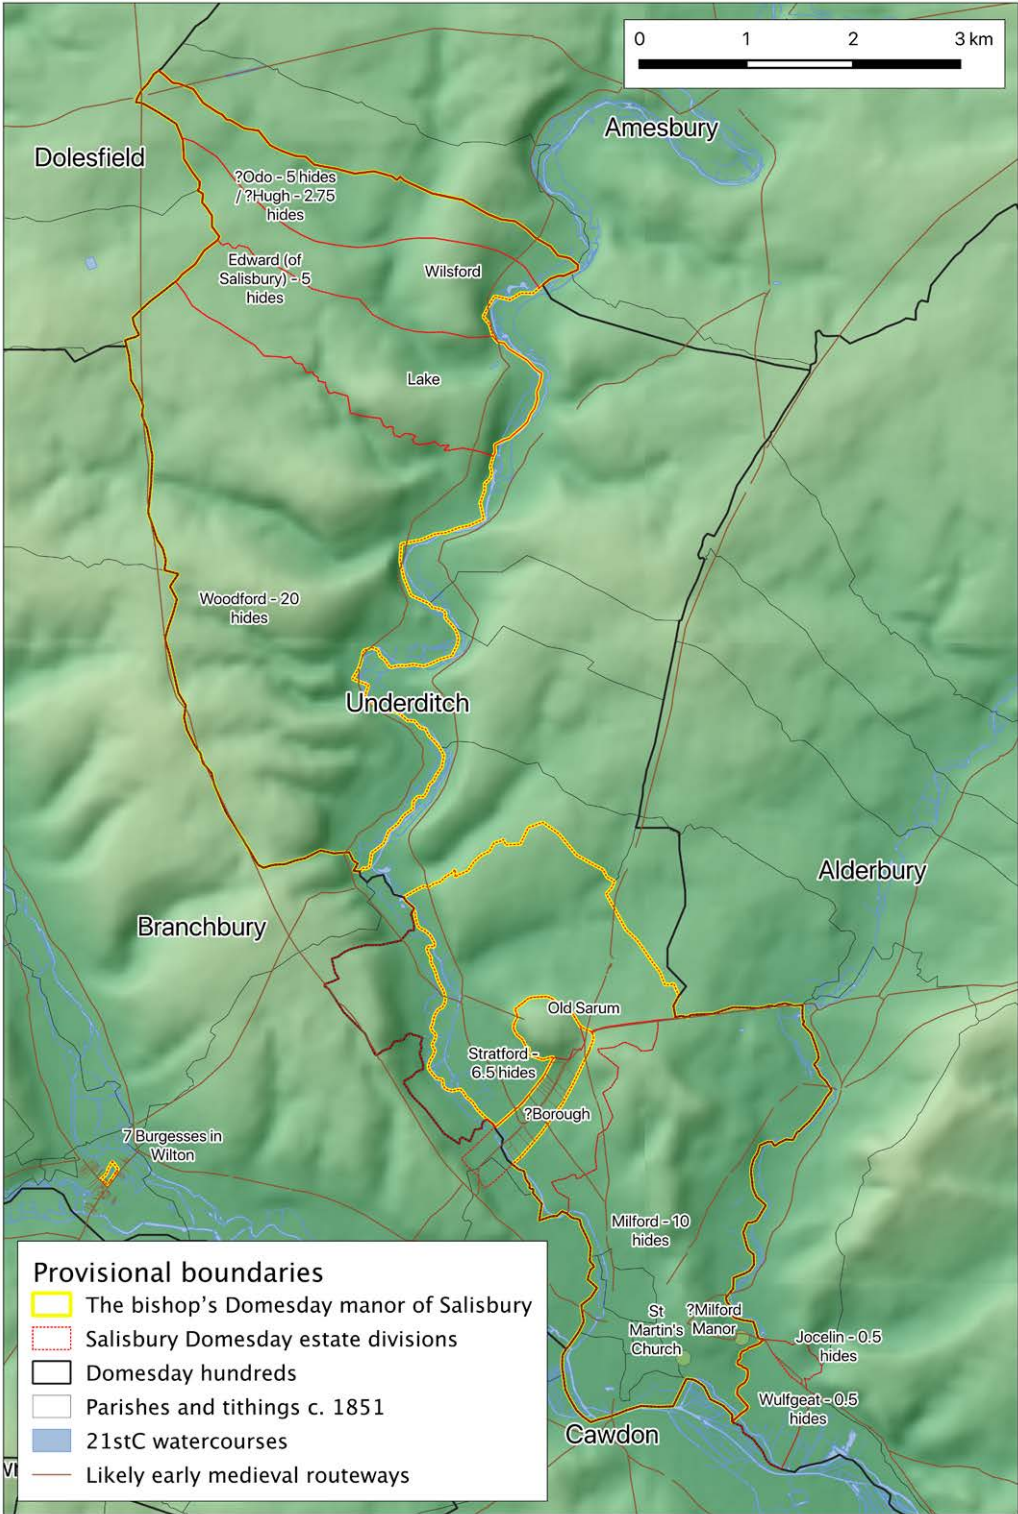 0 1 2 3 km
Amesbury
Dolesfield
?Odo - 5 hides
/ ?Hugh - 2.75
hides
Edward (of
Salisbury) - 5
hides
Wilsford
Lake
Woodford - 20
hides
Underditch
Alderbury
Branchbury
Old Sarum
Stratford -
6.5 hides
?Borough
7 Burgesses in
Wilton
Milford - 10
hides
St
Martin's
Church
?Milford
Manor
Jocelin - 0.5
hides
Wulfgeat - 0.5
hides
Cawdon
Provisional boundaries
The bishop's Domesday manor of Salisbury
Salisbury Domesday estate divisions
Domesday hundreds
Parishes and tithings c. 1851
21stC watercourses
Likely early medieval routeways